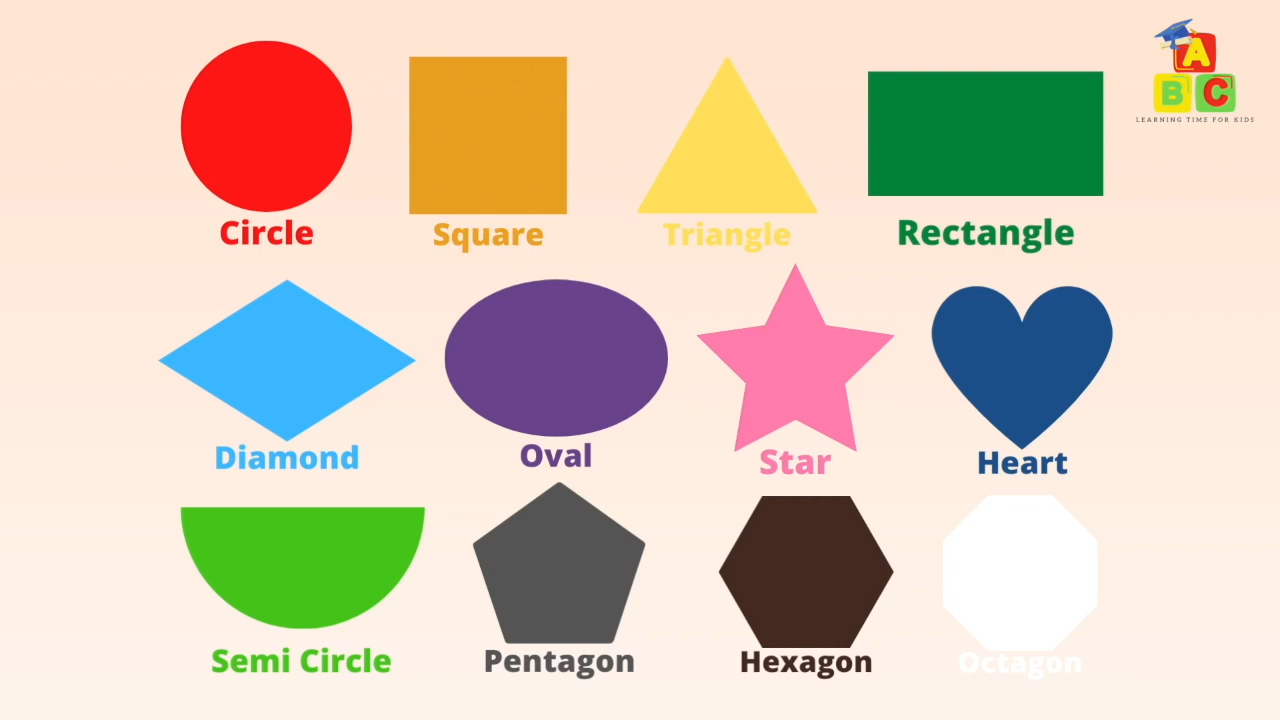 A
B C
LEARNING TIME FOR KIDS
Circle
Square
Triangle
Rectangle
Diamond
Oval
Star
Heart
Semi Circle
Pentagon
Hexagon
Octagon